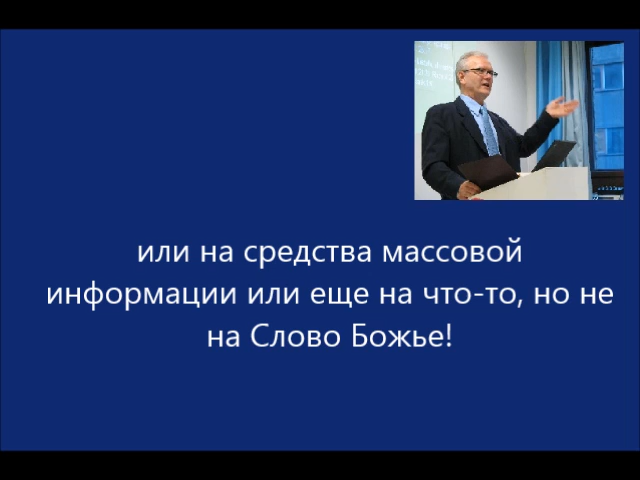 или на средства массовой
информации или еще на что-то, но не
на Слово Божье!